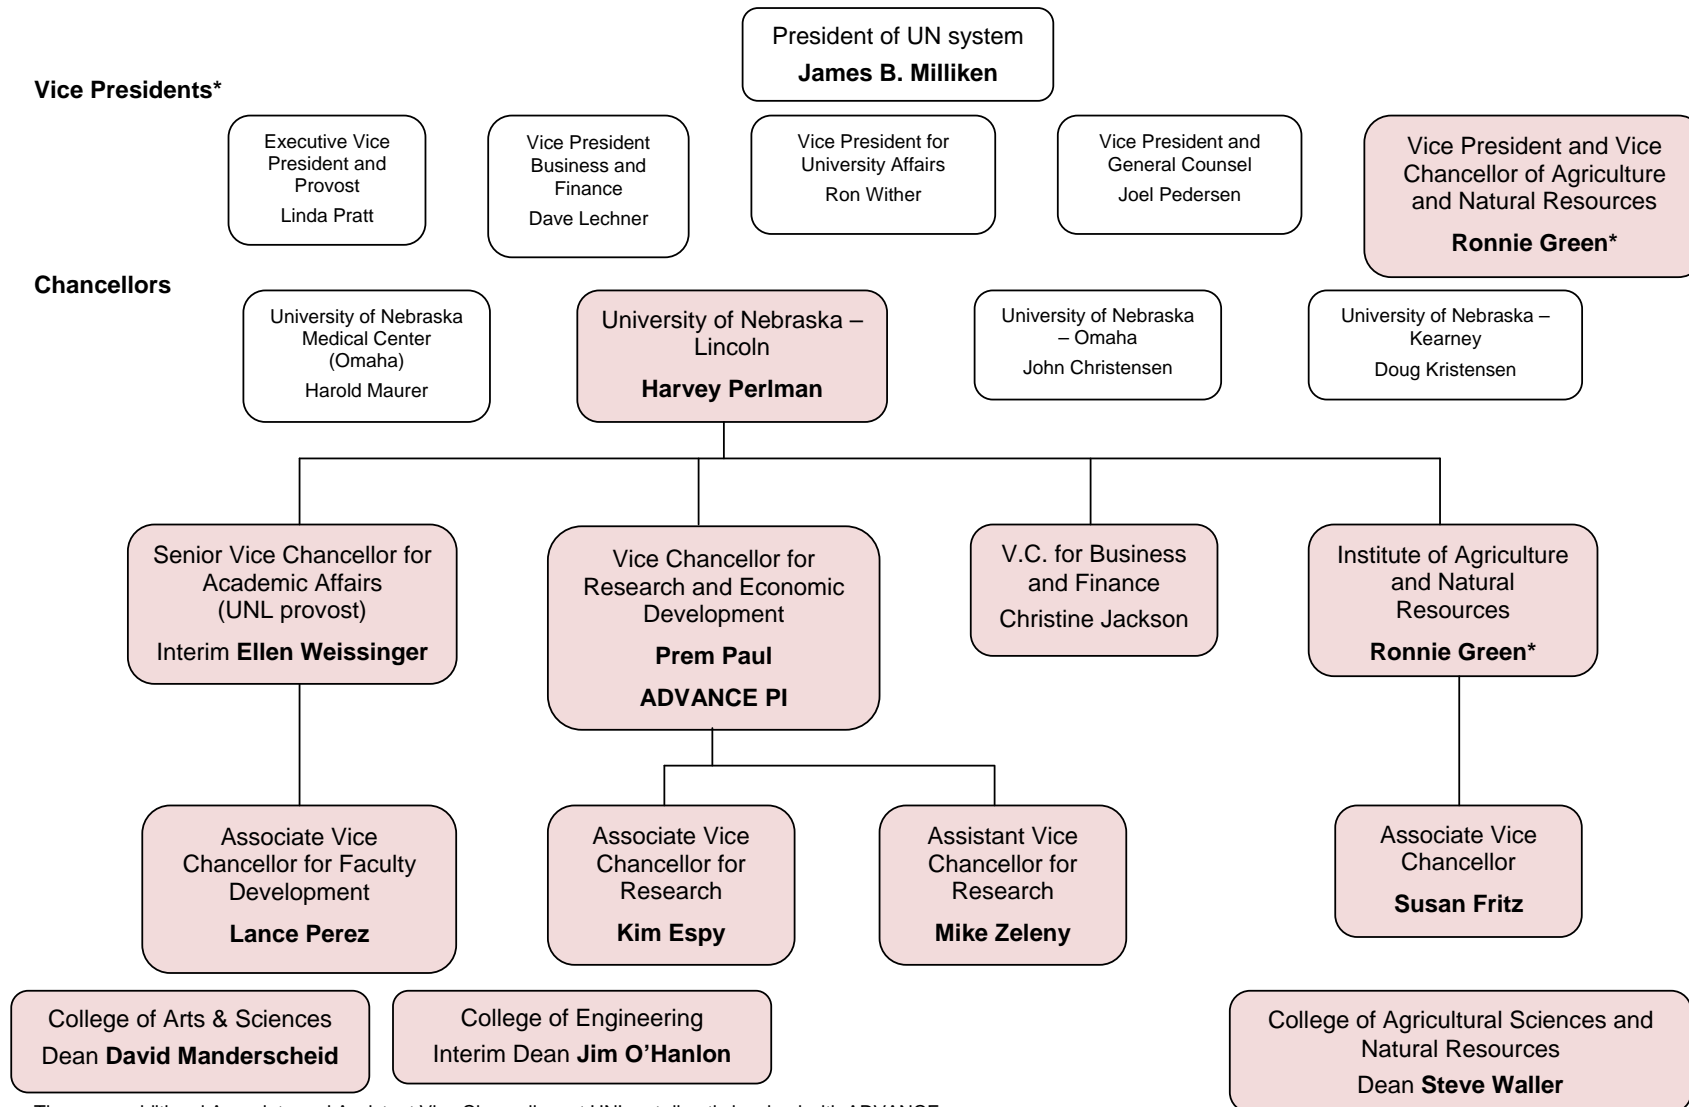 President of UN system
James B. Milliken
Vice Presidents*
Executive Vice
President and
Provost
Linda Pratt
Vice President
Business and
Finance
Dave Lechner
Vice President for
University Affairs
Ron Wither
Vice President and
General Counsel
Joel Pedersen
Vice President and Vice
Chancellor of Agriculture
and Natural Resources
Ronnie Green*
Chancellors
University of Nebraska
Medical Center
(Omaha)
Harold Maurer
University of Nebraska –
Lincoln
Harvey Perlman
University of Nebraska
– Omaha
John Christensen
University of Nebraska –
Kearney
Doug Kristensen
Senior Vice Chancellor for
Academic Affairs
(UNL provost)
Interim Ellen Weissinger
Vice Chancellor for
Research and Economic
Development
Prem Paul
ADVANCE PI
V.C. for Business
and Finance
Christine Jackson
Institute of Agriculture
and Natural
Resources
Ronnie Green*
Associate Vice
Chancellor for Faculty
Development
Lance Perez
Associate Vice
Chancellor for
Research
Kim Espy
Assistant Vice
Chancellor for
Research
Mike Zeleny
Associate Vice
Chancellor
Susan Fritz
College of Arts & Sciences
Dean David Manderscheid
College of Engineering
Interim Dean Jim O'Hanlon
College of Agricultural Sciences and
Natural Resources
Dean Steve Waller